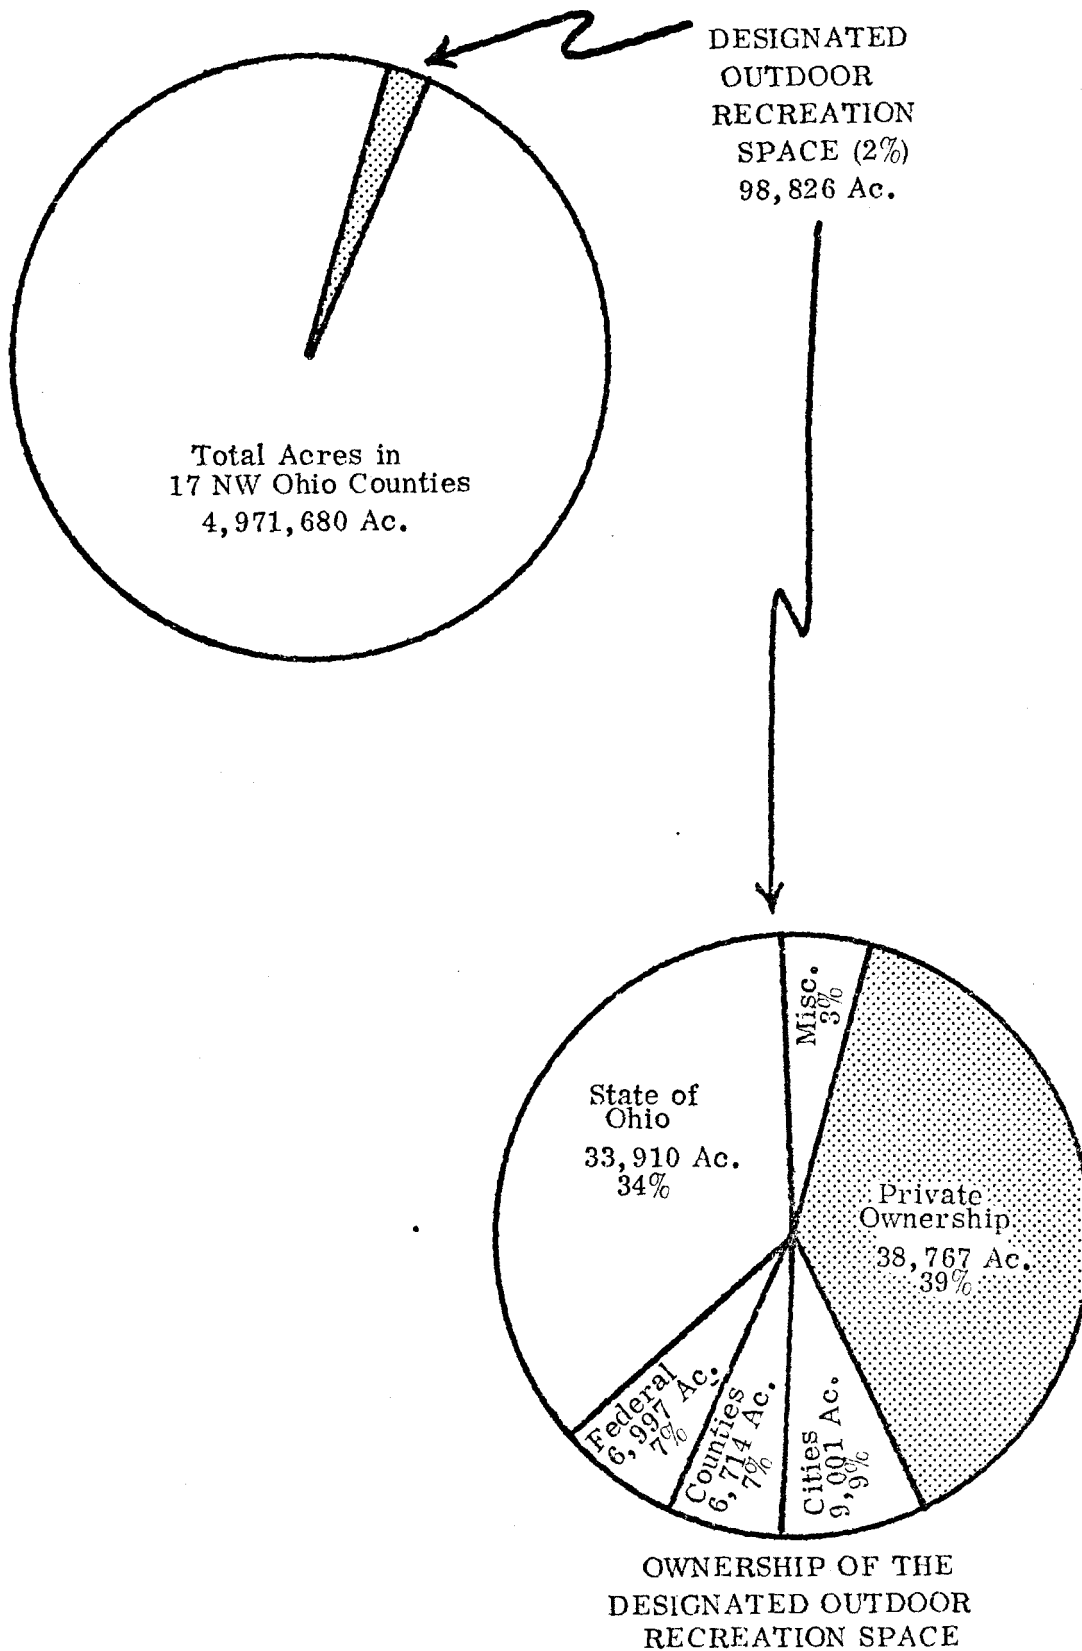 DESIGNATED
OUTDOOR
RECREATION
SPACE (2%)
98,826 Ac.
Total Acres in
17 NW Ohio Counties
4,971,680 Ac.
Misc.
3%
State of
Ohio
33,910 Ac.
34%
Private
Ownership
38,767 Ac.
39%
Federal
6,997 Ac.
7%
Counties
6,714 Ac.
7%
Cities
9,001 Ac.
9%
OWNERSHIP OF THE
DESIGNATED OUTDOOR
RECREATION SPACE